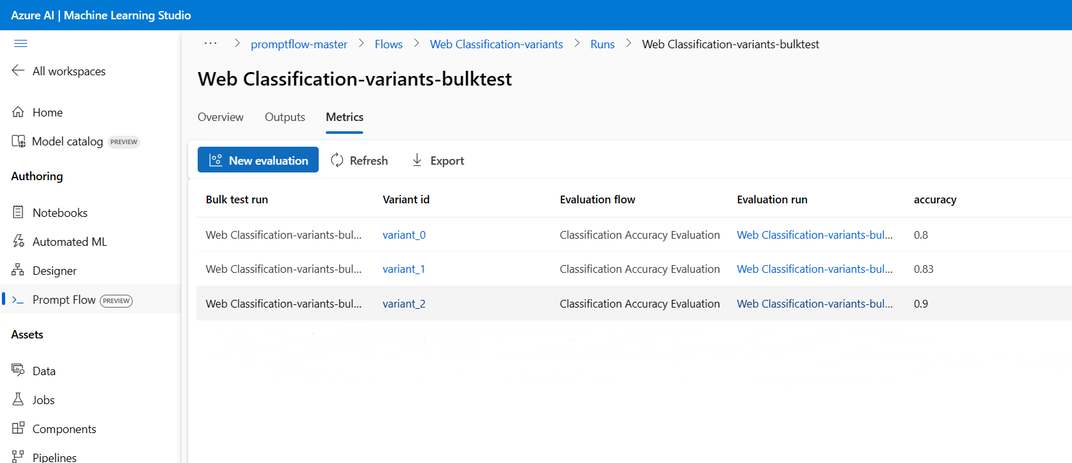 Azure AI | Machine Learning Studio
··· > promptflow-master > Flows > Web Classification-variants > Runs > Web Classification-variants-bulktest
All workspaces
Home
Model catalog PREVIEW
Authoring
Notebooks
Automated ML
Designer
Prompt Flow PREVIEW
Assets
Data
Jobs
Components
Pipelines
Web Classification-variants-bulktest
Overview Outputs Metrics
New evaluation Refresh Export
Bulk test run Variant id Evaluation flow Evaluation run accuracy
Web Classification-variants-bul... variant_0 Classification Accuracy Evaluation Web Classification-variants-bul... 0.8
Web Classification-variants-bul... variant_1 Classification Accuracy Evaluation Web Classification-variants-bul... 0.83
Web Classification-variants-bul... variant_2 Classification Accuracy Evaluation Web Classification-variants-bul... 0.9